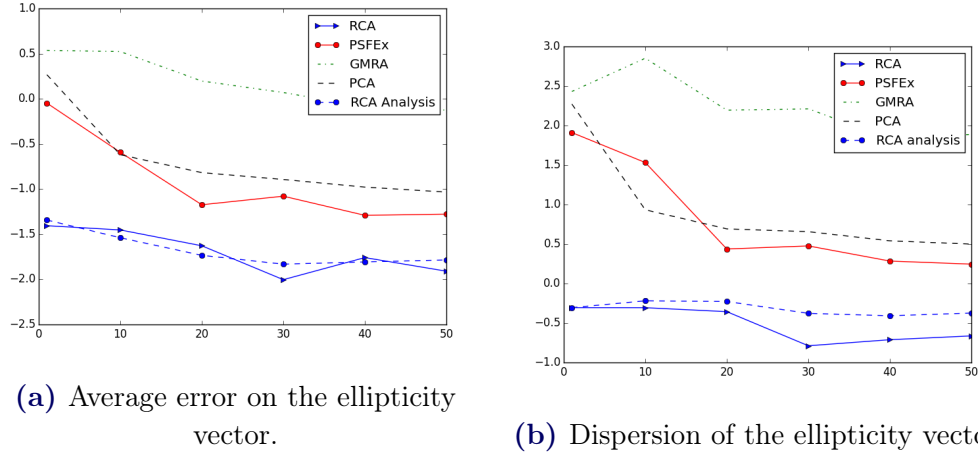 1.0
0.5
0.0
−0.5
−1.0
−1.5
−2.0
−2.5
0
10
20
30
40
50
RCA
PSFEx
GMRA
PCA
RCA Analysis
(a) Average error on the ellipticity
vector.
3.0
2.5
2.0
1.5
1.0
0.5
0.0
−0.5
−1.0
0
10
20
30
40
50
RCA
PSFEx
GMRA
PCA
RCA analysis
(b) Dispersion of the ellipticity